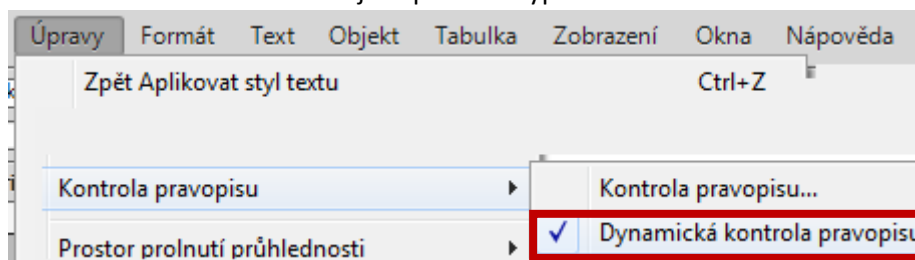 Úpravy Formát Text Objekt Tabulka Zobrazení Okna Nápověda
Zpět Aplikovat styl textu Ctrl+Z
Kontrola pravopisu Kontrola pravopisu...
Dynamická kontrola pravopisu
Prostor prolnutí průhlednosti